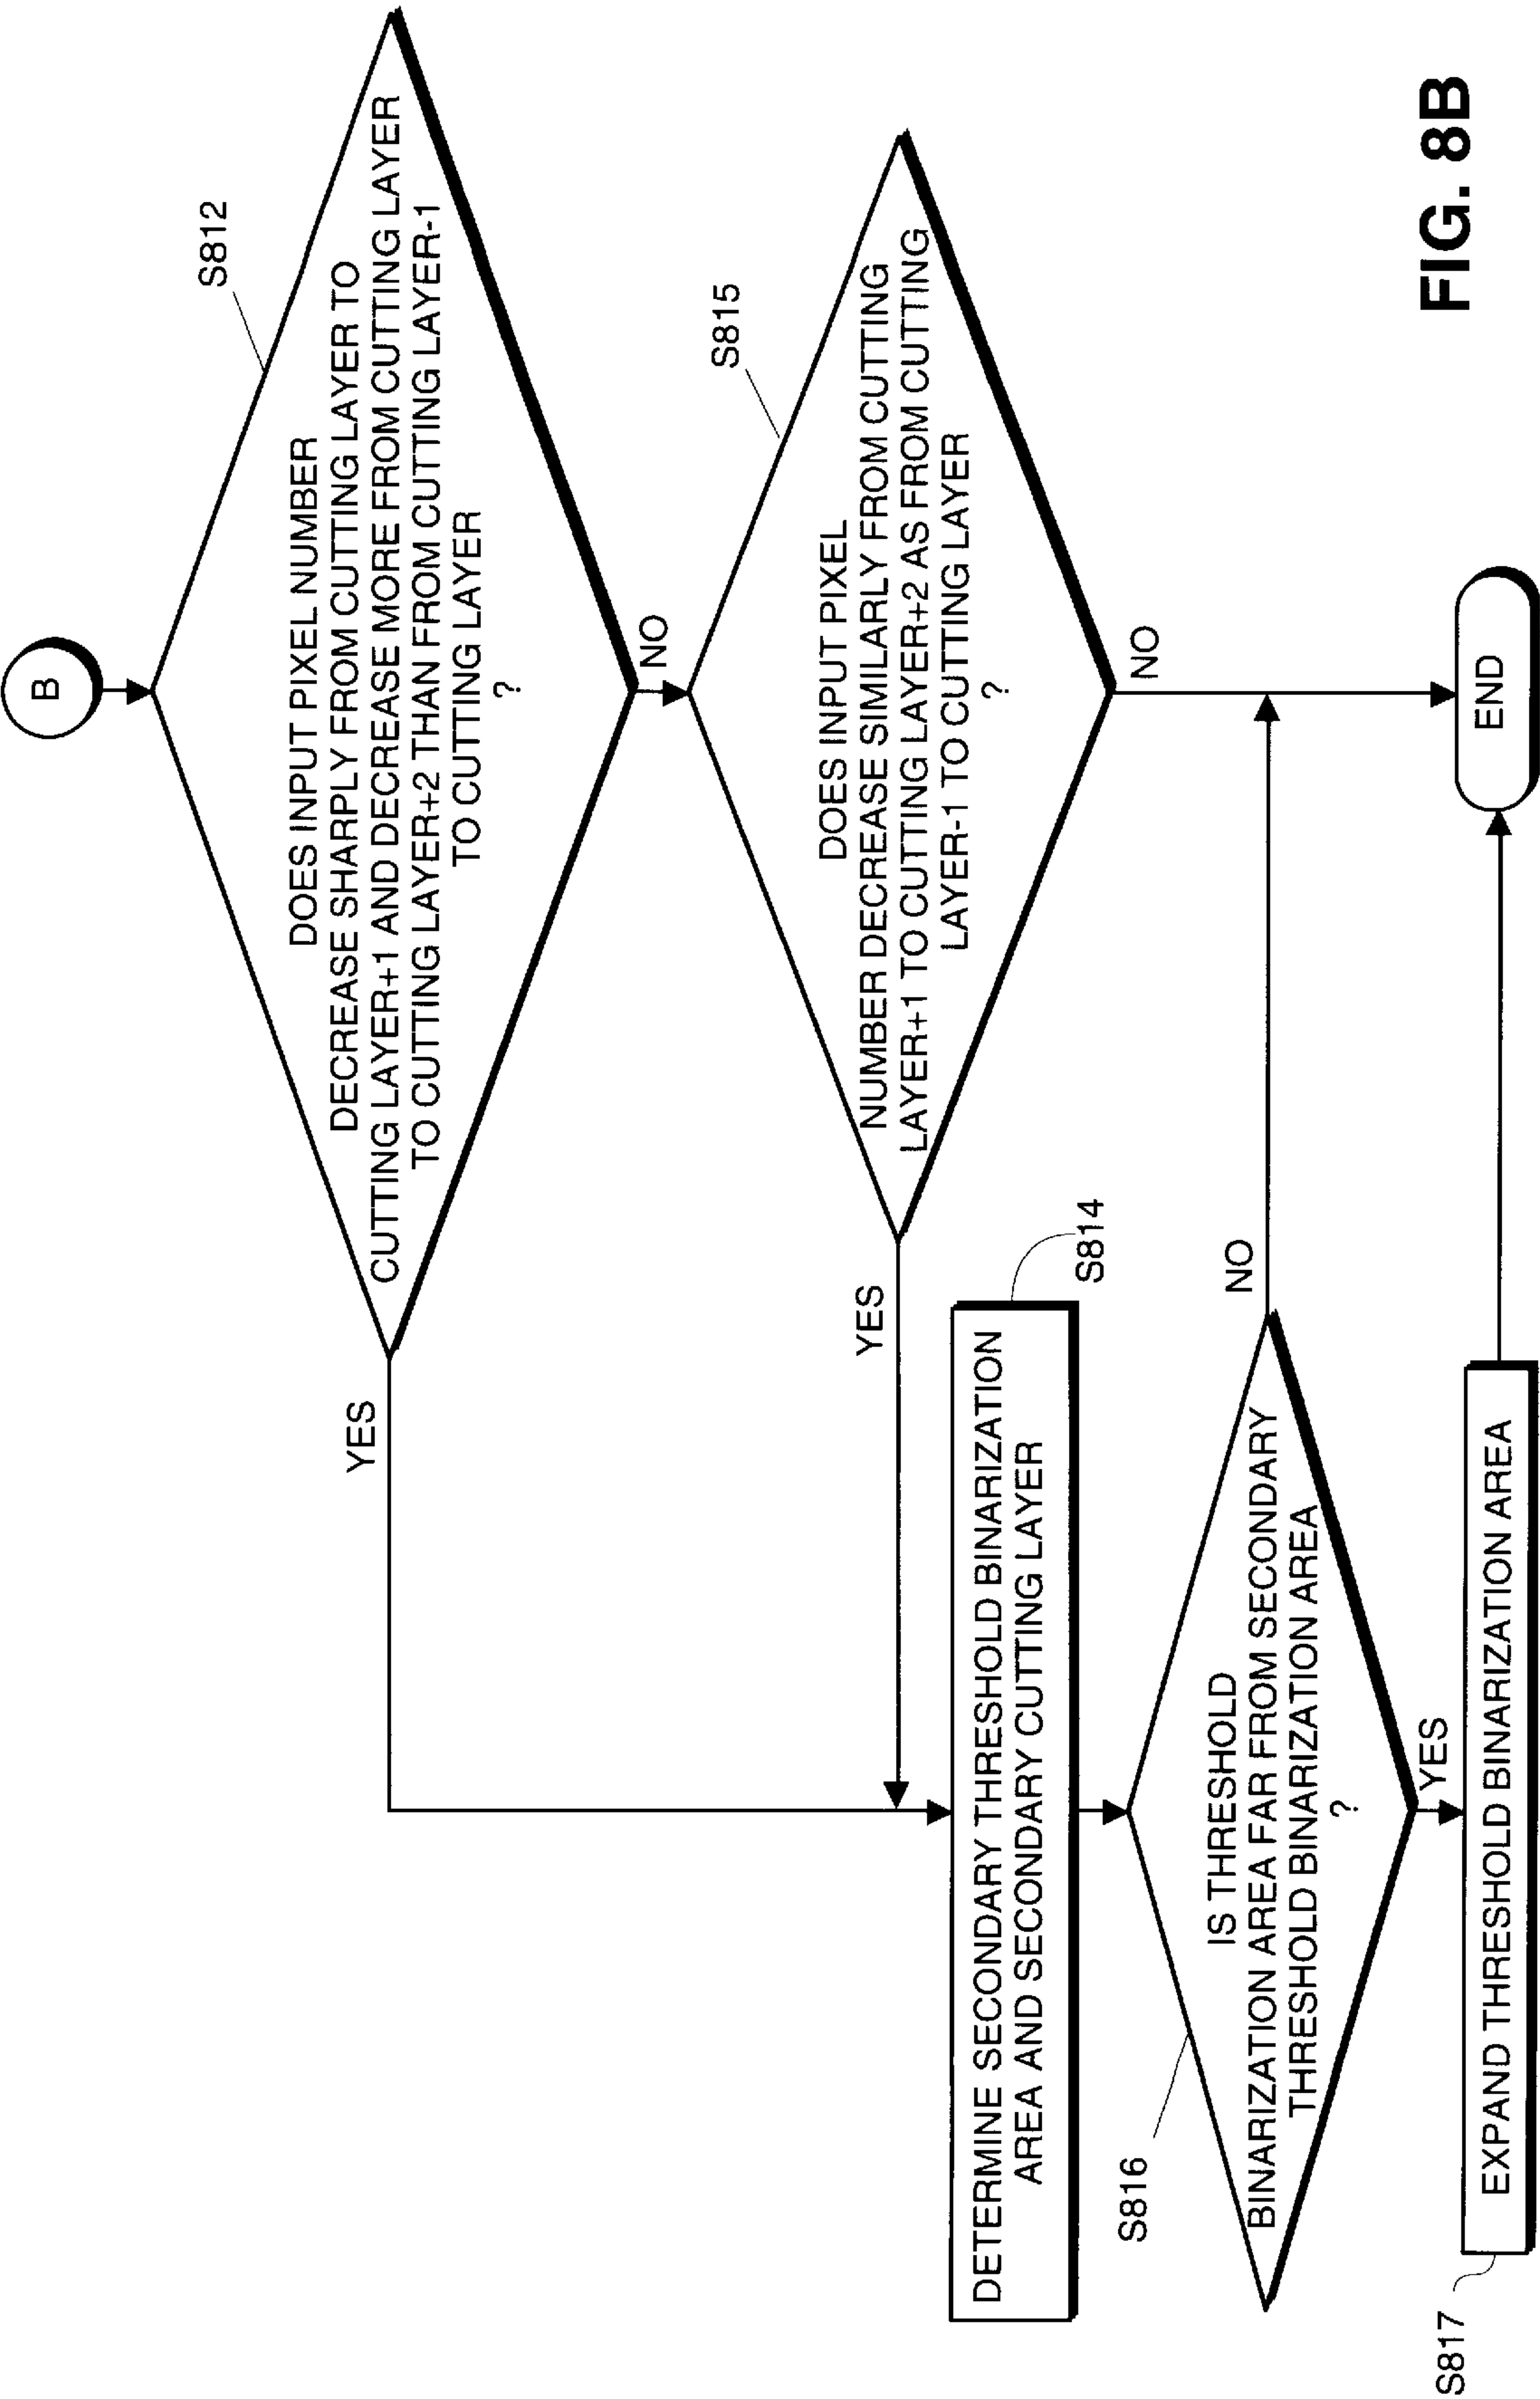 B
S812
DOES INPUT PIXEL NUMBER
DECREASE SHARPLY FROM CUTTING LAYER TO
CUTTING LAYER+1 AND DECREASE MORE FROM CUTTING LAYER
TO CUTTING LAYER+2 THAN FROM CUTTING LAYER-1
TO CUTTING LAYER
?
YES
NO
S815
DOES INPUT PIXEL
NUMBER DECREASE SIMILARLY FROM CUTTING
LAYER+1 TO CUTTING LAYER+2 AS FROM CUTTING
LAYER-1 TO CUTTING LAYER
?
YES
NO
S814
DETERMINE SECONDARY THRESHOLD BINARIZATION
AREA AND SECONDARY CUTTING LAYER
S816
IS THRESHOLD
BINARIZATION AREA FAR FROM SECONDARY
THRESHOLD BINARIZATION AREA
?
NO
YES
S817
EXPAND THRESHOLD BINARIZATION AREA
END
FIG. 8B